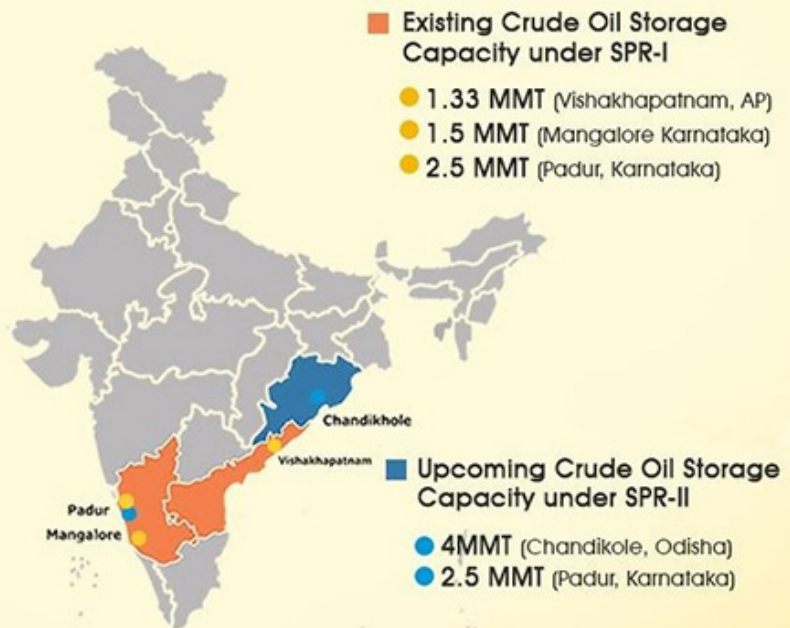 Existing Crude Oil Storage
Capacity under SPR-I
1.33 MMT (Vishakhapatnam, AP)
1.5 MMT (Mangalore Karnataka)
2.5 MMT (Padur, Karnataka)
Chandikhole
Vishakhapatnam
Padur
Mangalore
Upcoming Crude Oil Storage
Capacity under SPR-II
4MMT (Chandikole, Odisha)
2.5 MMT (Padur, Karnataka)